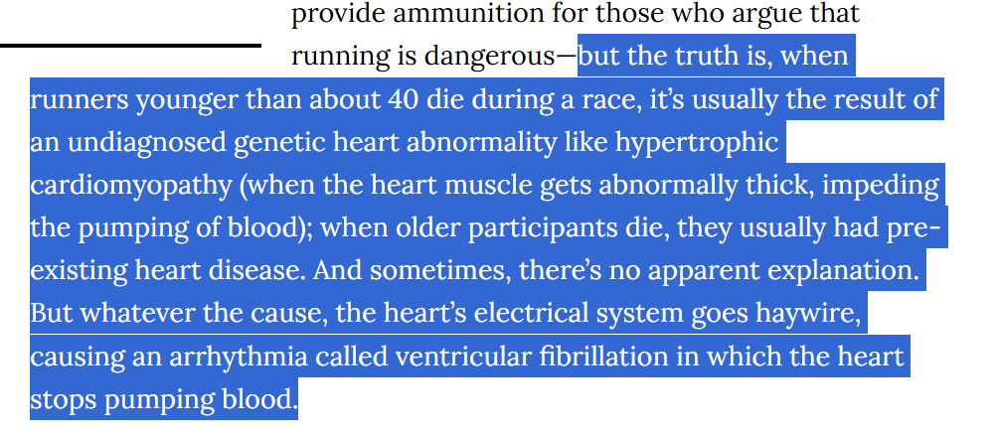 provide ammunition for those who argue that
running is dangerous—but the truth is, when
runners younger than about 40 die during a race, it’s usually the result of
an undiagnosed genetic heart abnormality like hypertrophic
cardiomyopathy (when the heart muscle gets abnormally thick, impeding
the pumping of blood); when older participants die, they usually had pre-
existing heart disease. And sometimes, there’s no apparent explanation.
But whatever the cause, the heart’s electrical system goes haywire,
causing an arrhythmia called ventricular fibrillation in which the heart
stops pumping blood.